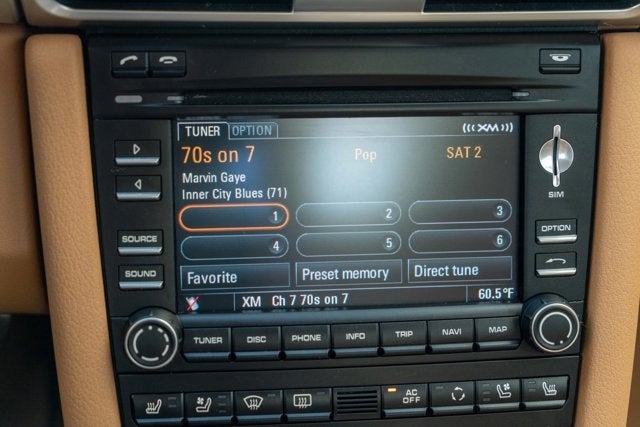 TUNER OPTION ((( XM )))
70s on 7 Pop SAT 2
Marvin Gaye
Inner City Blues (71)
1 2 3
4 5 6
Favorite Preset memory Direct tune
XM Ch 7 70s on 7 60.5°F
SIM
SOURCE
OPTION
SOUND
TUNER DISC PHONE INFO TRIP NAVI MAP
AC
OFF